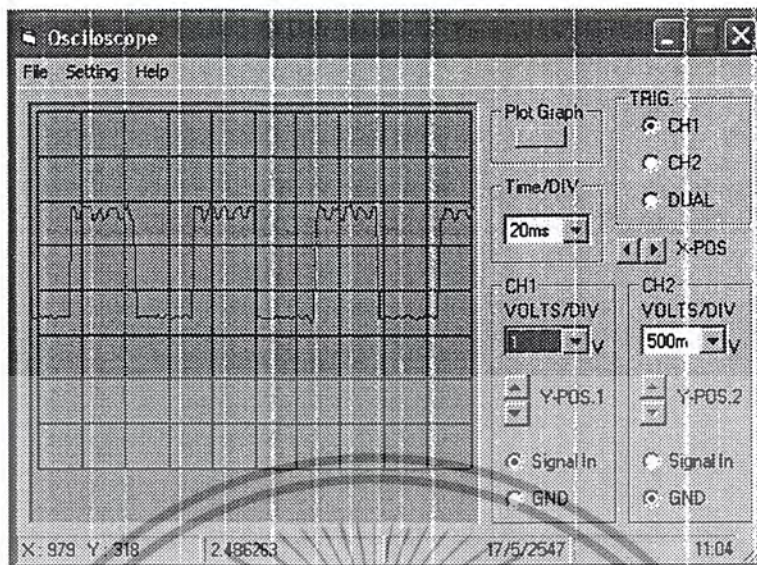 Osciloscope
File Setting Help
Plot Graph
TRIG.
CH1
CH2
DUAL
Time/DIV
20ms
X-POS
CH1
VOLTS/DIV
1 V
Y-POS.1
Signal In
GND
CH2
VOLTS/DIV
500m V
Y-POS.2
Signal In
GND
X : 979 Y : 318 2.486263 17/5/2547 11:04